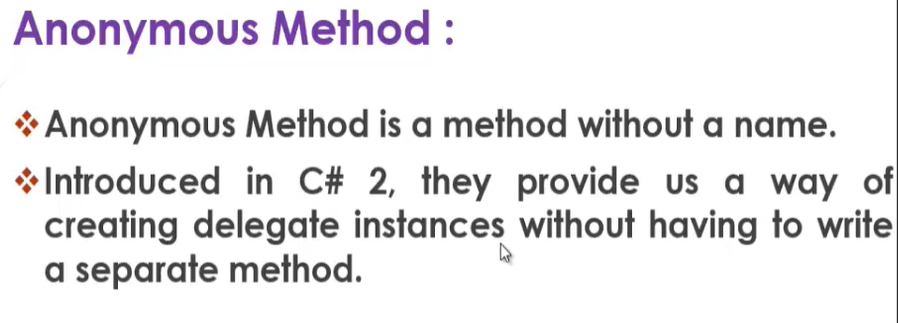 Anonymous Method :
❖Anonymous Method is a method without a name.
❖Introduced in C# 2, they provide us a way of
creating delegate instances without having to write
a separate method.